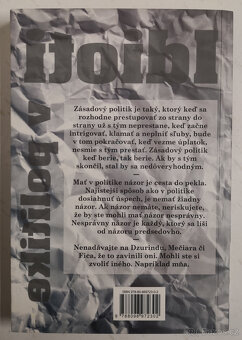 Idioti
v politike
Zásadový politik je taký, ktorý keď sa
rozhodne prestupovať zo strany do
strany už s tým neprestane, keď začne
intrigovať, klamať a neplniť sľuby, bude
v tom pokračovať, keď vezme úplatok,
nesmie s tým prestať. Zásadový politik
keď berie, tak berie. Ak by s tým
skončil, stal by sa nedôveryhodným.
Mať v politike názor je cesta do pekla.
Najistejší spôsob ako v politike
dosiahnuť úspech, je nemať žiadny
názor. Ak názor nemáte, neriskujete,
že by ste mohli mať názor nesprávny.
Nesprávny názor je každý, ktorý sa líši
od názoru predsedovho.
Nenadávajte na Dzurindu, Mečiara či
Fica, že to zavinili oni. Mohli ste si
zvoliť iného. Napríklad mňa.